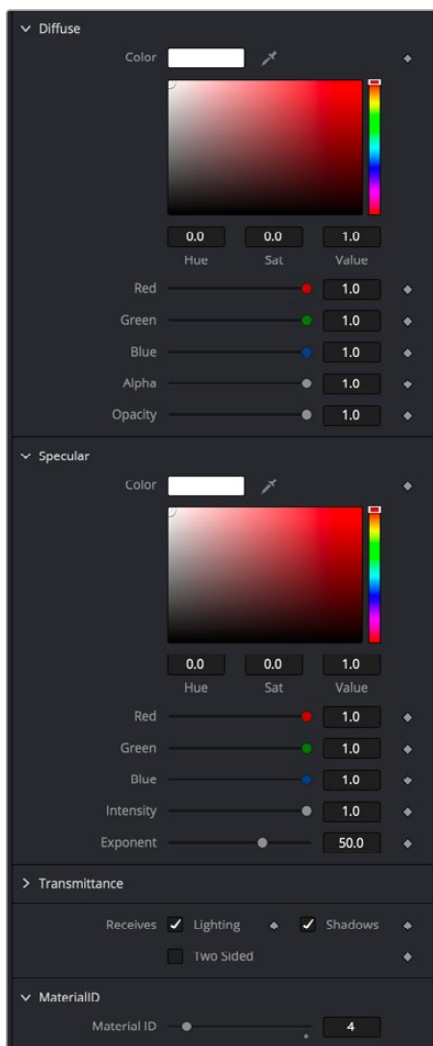 Diffuse
Color
0.0 0.0 1.0
Hue Sat Value
Red 1.0
Green 1.0
Blue 1.0
Alpha 1.0
Opacity 1.0
Specular
Color
0.0 0.0 1.0
Hue Sat Value
Red 1.0
Green 1.0
Blue 1.0
Intensity 1.0
Exponent 50.0
Transmittance
Receives Lighting Shadows
Two Sided
MaterialID
Material ID 4